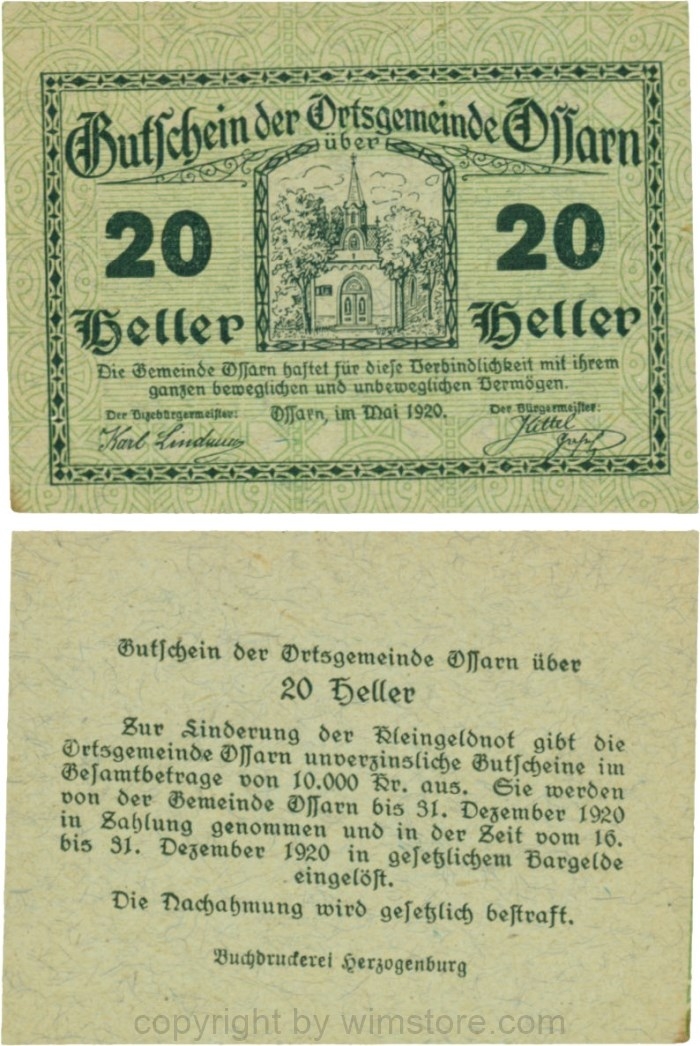 Gutschein der Ortsgemeinde Ossarn
über
20 20
Heller Heller
Die Gemeinde Ossarn haftet für diese Verbindlichkeit mit ihrem
ganzen beweglichen und unbeweglichen Vermögen.
Der Vizebürgermeister: Ossarn, im Mai 1920. Der Bürgermeister:
Karl Kittel
Gutschein der Ortsgemeinde Ossarn über
20 Heller
Zur Linderung der Kleingeldnot gibt die
Ortsgemeinde Ossarn unverzinsliche Gutscheine im
Gesamtbetrage von 10.000 Kr. aus. Sie werden
von der Gemeinde Ossarn bis 31. Dezember 1920
in Zahlung genommen und in der Zeit vom 16.
bis 31. Dezember 1920 in gesetzlichem Bargelde
eingelöst.
Die Nachahmung wird gesetzlich bestraft.
Buchdruckerei Herzogenburg
copyright by wimstore.com